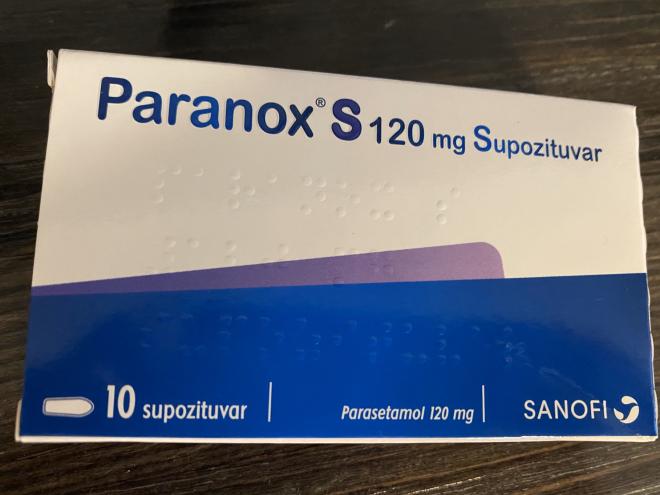 Paranox® S 120 mg Supozituvar
10 supozituvar
Parasetamol 120 mg
SANOFI